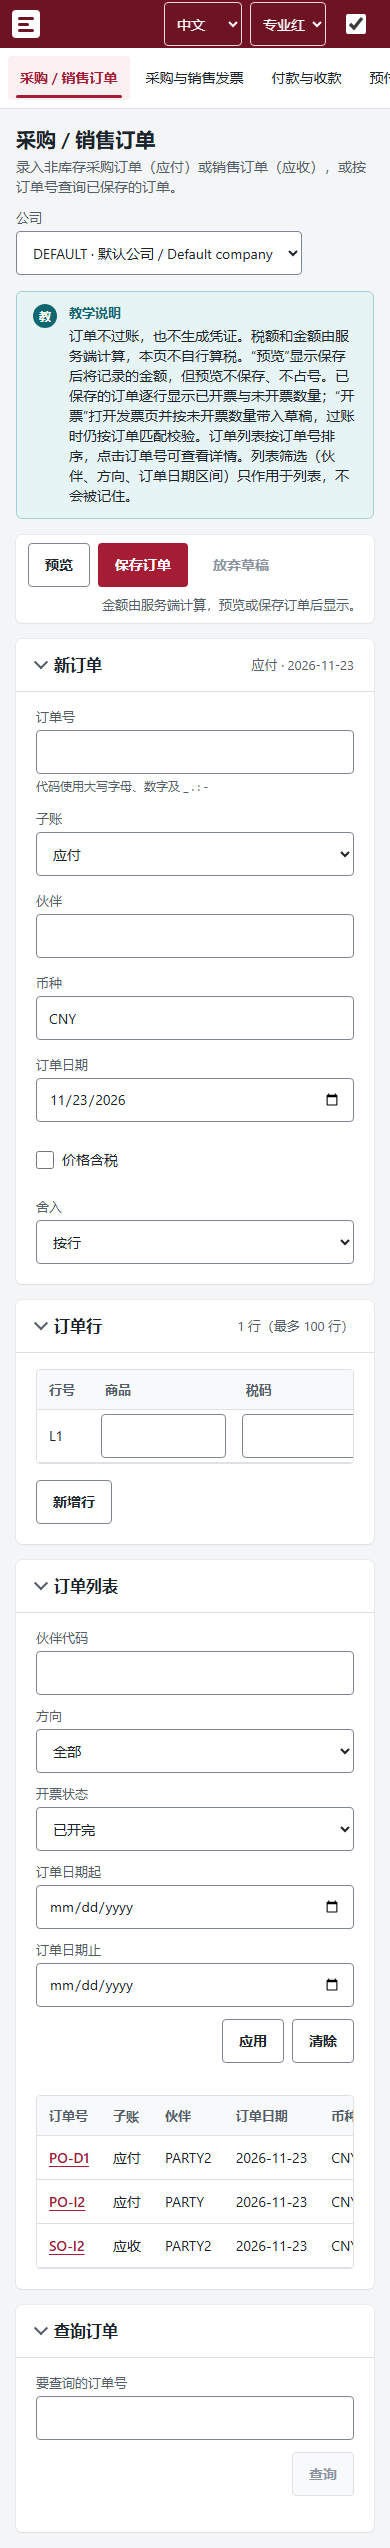 中文
专业红
采购 / 销售订单
采购与销售发票
付款与收款
采购 / 销售订单
录入非库存采购订单（应付）或销售订单（应收），或按
订单号查询已保存的订单。
公司
DEFAULT · 默认公司 / Default company
教
教学说明
订单不过账，也不生成凭证。税额和金额由服
务端计算，本页不自行算税。“预览”显示保存
后将记录的金额，但预览不保存、不占号。已
保存的订单逐行显示已开票与未开票数量；“开
票”打开发票页并按未开票数量带入草稿，过账
时仍按订单匹配校验。订单列表按订单号排
序，点击订单号可查看详情。列表筛选（伙
伴、方向、订单日期区间）只作用于列表，不
会被记住。
预览
保存订单
放弃草稿
金额由服务端计算，预览或保存订单后显示。
新订单
应付 · 2026-11-23
订单号
代码使用大写字母、数字及 _ . : -
子账
应付
伙伴
币种
CNY
订单日期
11/23/2026
价格含税
舍入
按行
订单行
1 行（最多 100 行）
行号 商品 税码
L1
新增行
订单列表
伙伴代码
方向
全部
开票状态
已开完
订单日期起
mm/dd/yyyy
订单日期止
mm/dd/yyyy
应用
清除
订单号 子账 伙伴 订单日期 币种
PO-D1 应付 PARTY2 2026-11-23 CNY
PO-I2 应付 PARTY 2026-11-23 CNY
SO-I2 应收 PARTY2 2026-11-23 CNY
查询订单
要查询的订单号
查询